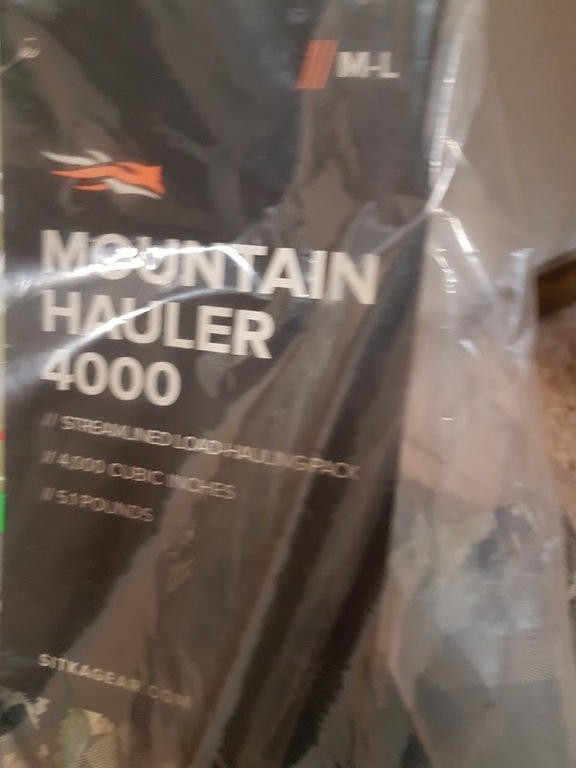 M-L
MOUNTAIN
HAULER
4000
// STREAMLINED LOAD-HAULING PACK
// 4,000 CUBIC INCHES
// 5.1 POUNDS
SITKAGEAR.COM